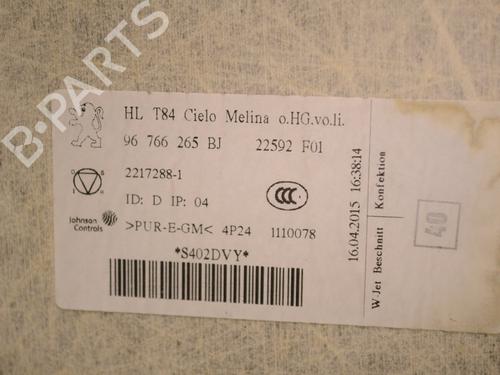 B-PARTS
HL T84 Cielo Melina o.HG.vo.li.
96 766 265 BJ 22592 F01
2217288-1
CCC
ID: D IP: 04
Johnson Controls
>PUR-E-GM< 4P24 1110078
*S402DVY*
16.04.2015 16:38:14
W.Jet Beschnitt Konfektion
40